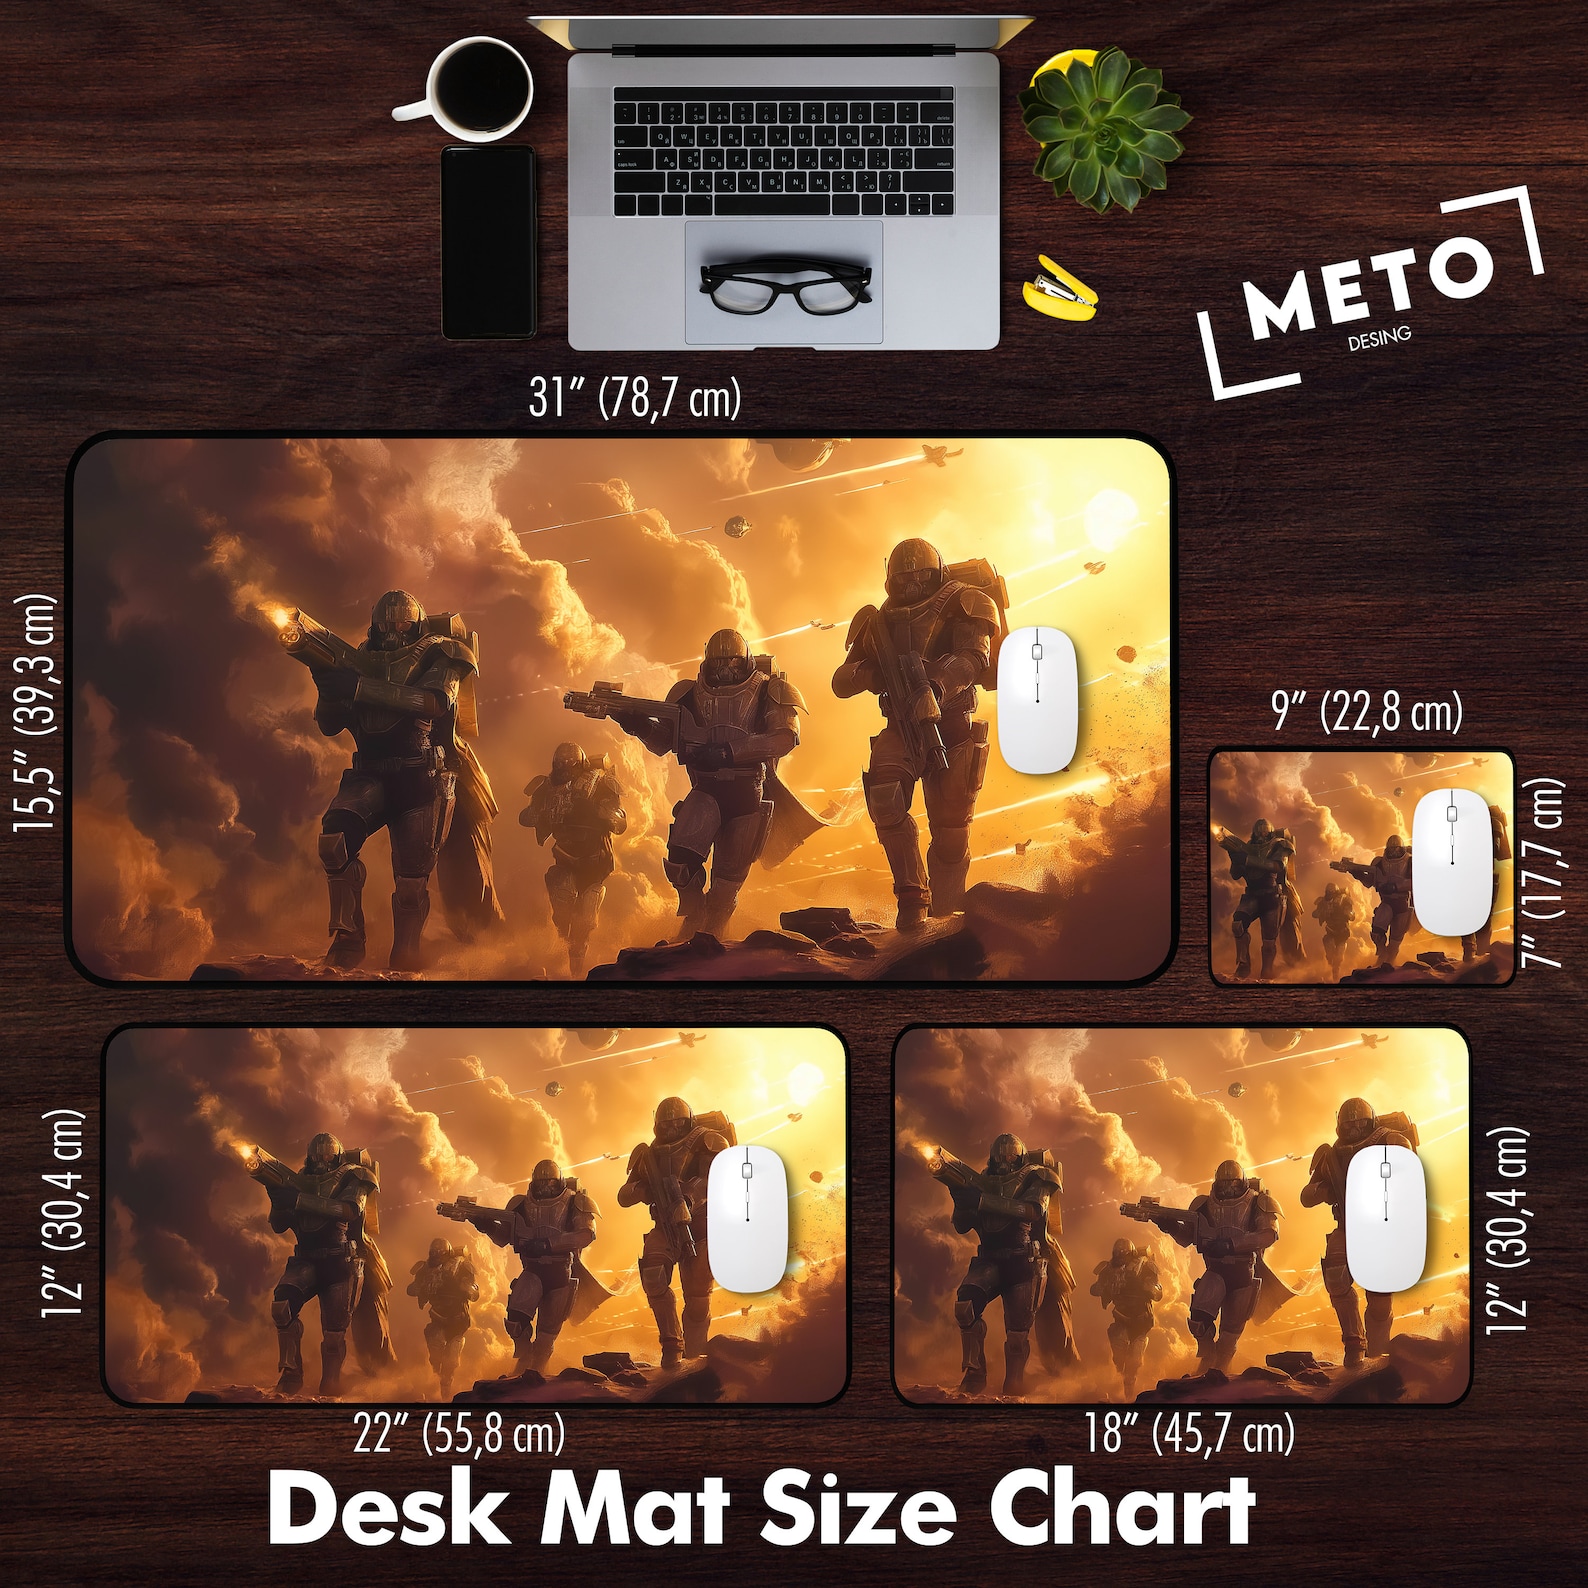 METO
DESING
31” (78,7 cm)
15,5” (39,3 cm)
9” (22,8 cm)
7” (17,7 cm)
12” (30,4 cm)
12” (30,4 cm)
22” (55,8 cm)
18” (45,7 cm)
Desk Mat Size Chart